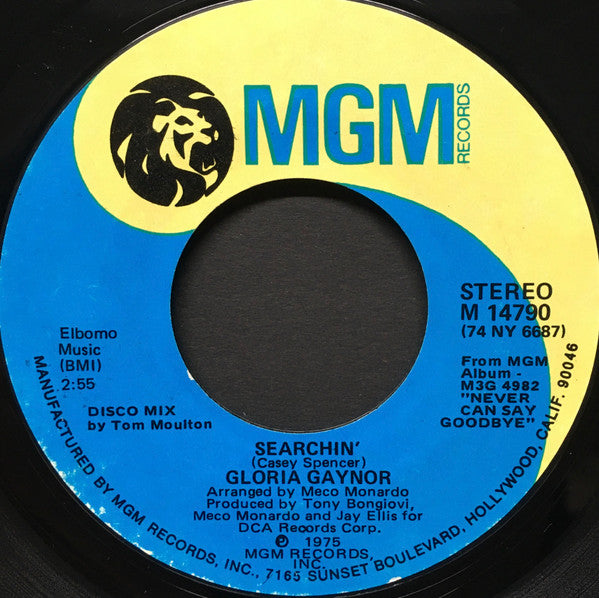 MGM
RECORDS
STEREO
M 14790
(74 NY 6687)
Elbomo
Music
(BMI)
2:55
From MGM
Album -
M3G 4982
"NEVER
CAN SAY
GOODBYE"
DISCO MIX
by Tom Moulton
SEARCHIN'
(Casey Spencer)
GLORIA GAYNOR
Arranged by Meco Monardo
Produced by Tony Bongiovi,
Meco Monardo and Jay Ellis for
DCA Records Corp.
℗ 1975
MGM RECORDS,
INC.
MANUFACTURED BY MGM RECORDS, INC., 7165 SUNSET BOULEVARD, HOLLYWOOD, CALIF. 90046